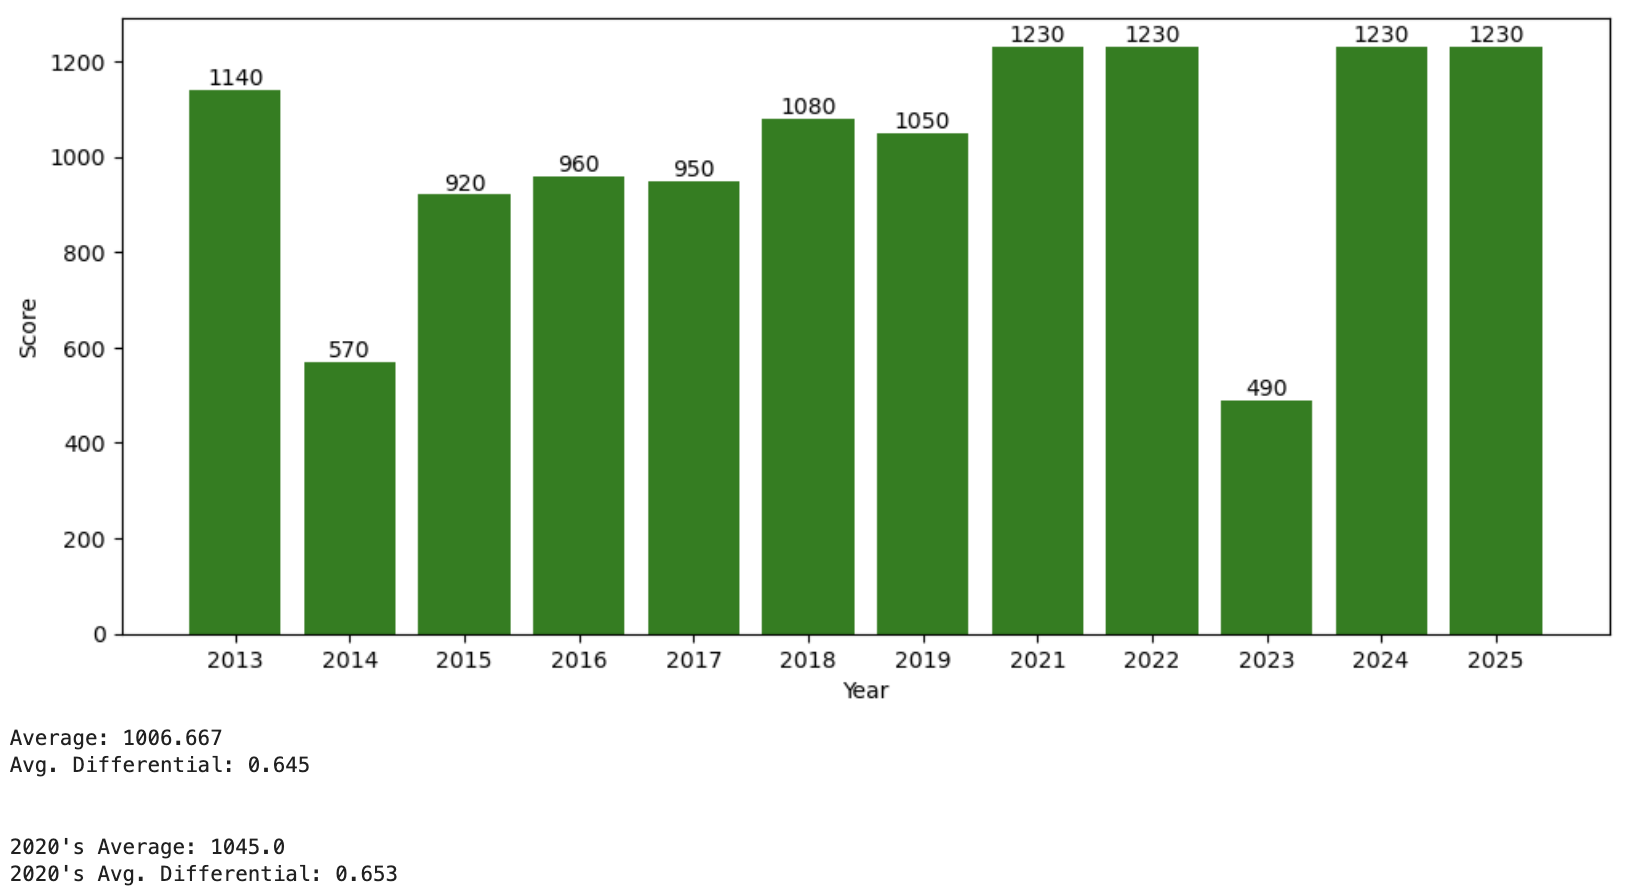 1230 1230 1230 1230
1200
1140
1080
1050
1000
960
950
920
800
Score
600
570
490
400
200
0
2013 2014 2015 2016 2017 2018 2019 2021 2022 2023 2024 2025
Year
Average: 1006.667
Avg. Differential: 0.645
2020's Average: 1045.0
2020's Avg. Differential: 0.653